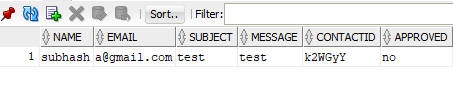 Sort.. Filter:
NAME EMAIL SUBJECT MESSAGE CONTACTID APPROVED
1 subhash a@gmail.com test test k2WGyY no